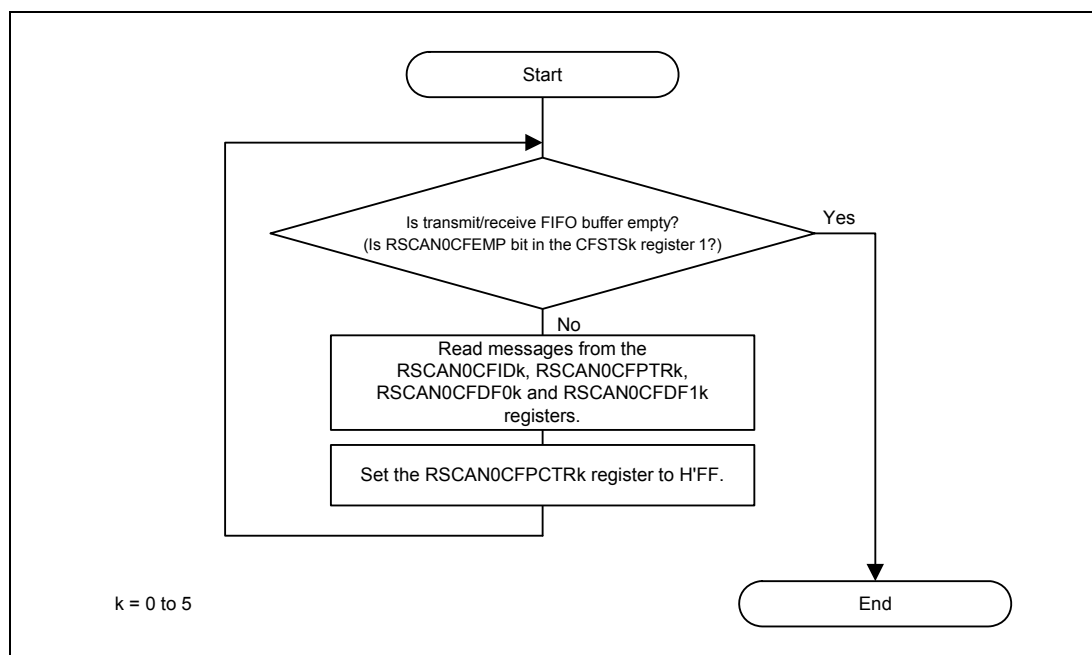 Start
Is transmit/receive FIFO buffer empty?
(Is RSCAN0CFEMP bit in the CFSTSk register 1?)
Yes
No
Read messages from the
RSCAN0CFIDk, RSCAN0CFPTRk,
RSCAN0CFDF0k and RSCAN0CFDF1k
registers.
Set the RSCAN0CFPCTRk register to H'FF.
k = 0 to 5
End